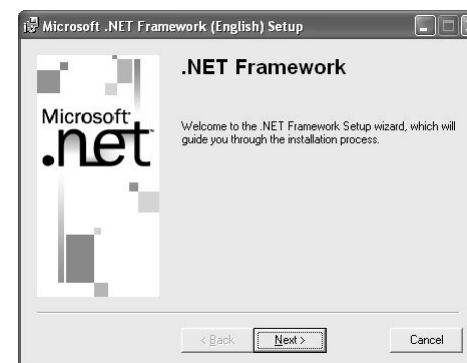 Microsoft .NET Framework (English) Setup
.NET Framework
Microsoft
.net
Welcome to the .NET Framework Setup wizard, which will
guide you through the installation process.
< Back
Next >
Cancel